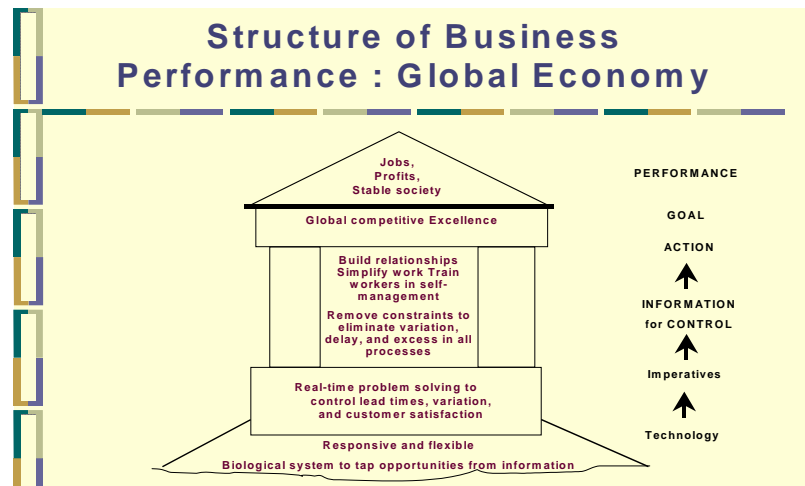 Structure of Business
Performance : Global Economy
Jobs,
Profits,
Stable society
PERFORMANCE
Global competitive Excellence
GOAL
ACTION
Build relationships
Simplify work Train
workers in self-
management
Remove constraints to
eliminate variation,
delay, and excess in all
processes
INFORMATION
for CONTROL
Real-time problem solving to
control lead times, variation,
and customer satisfaction
Imperatives
Responsive and flexible
Biological system to tap opportunities from information
Technology